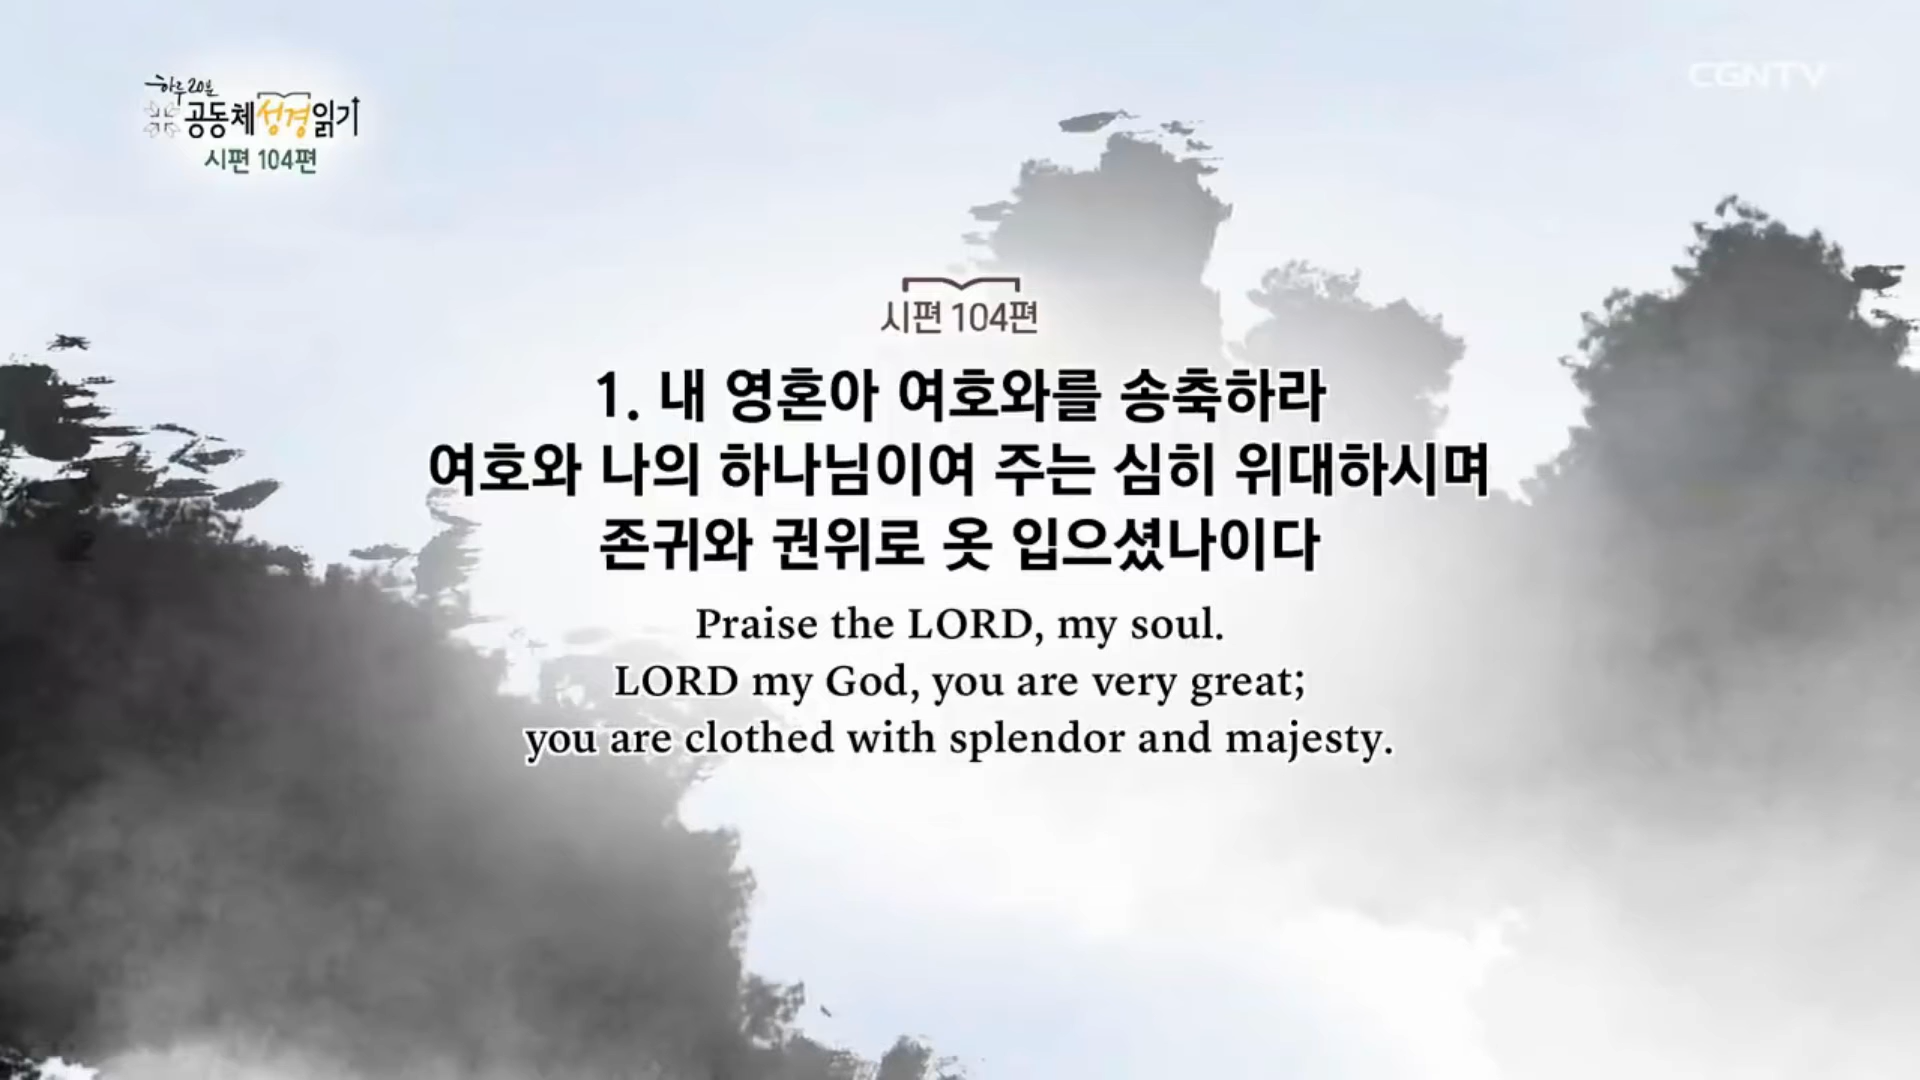 하루 20분
공동체성경읽기
시편 104편
CGNTV
시편 104편
1. 내 영혼아 여호와를 송축하라
여호와 나의 하나님이여 주는 심히 위대하시며
존귀와 권위로 옷 입으셨나이다
Praise the LORD, my soul.
LORD my God, you are very great;
you are clothed with splendor and majesty.